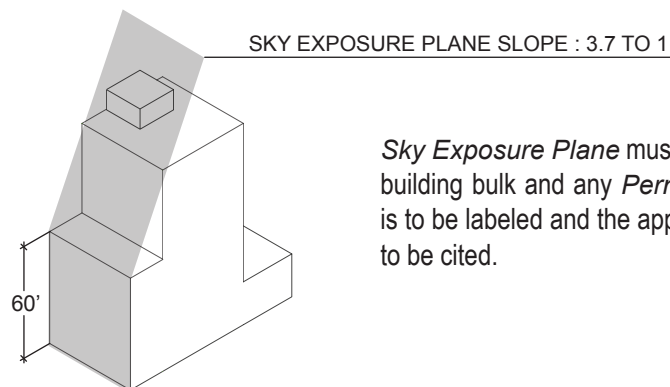 SKY EXPOSURE PLANE SLOPE : 3.7 TO 1
Sky Exposure Plane
building bulk and any
is to be labeled and the
to be cited.
60’